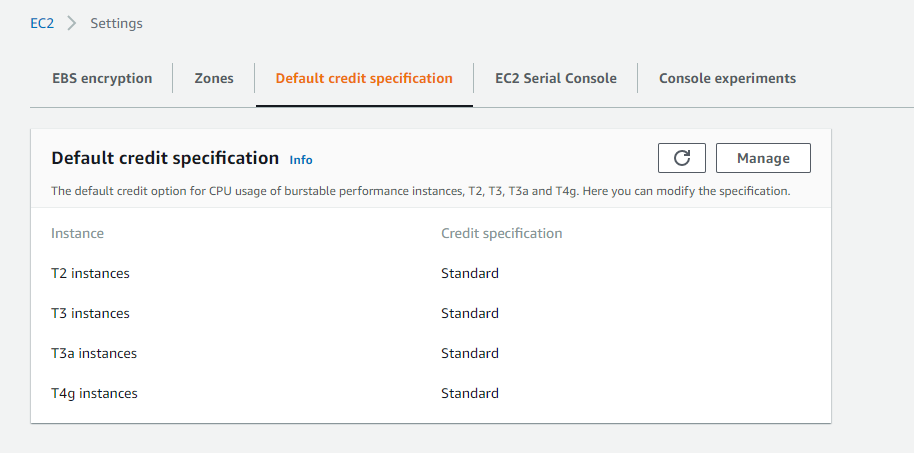 EC2 > Settings
EBS encryption Zones Default credit specification EC2 Serial Console Console experiments
Default credit specification Info Manage
The default credit option for CPU usage of burstable performance instances, T2, T3, T3a and T4g. Here you can modify the specification.
Instance Credit specification
T2 instances Standard
T3 instances Standard
T3a instances Standard
T4g instances Standard